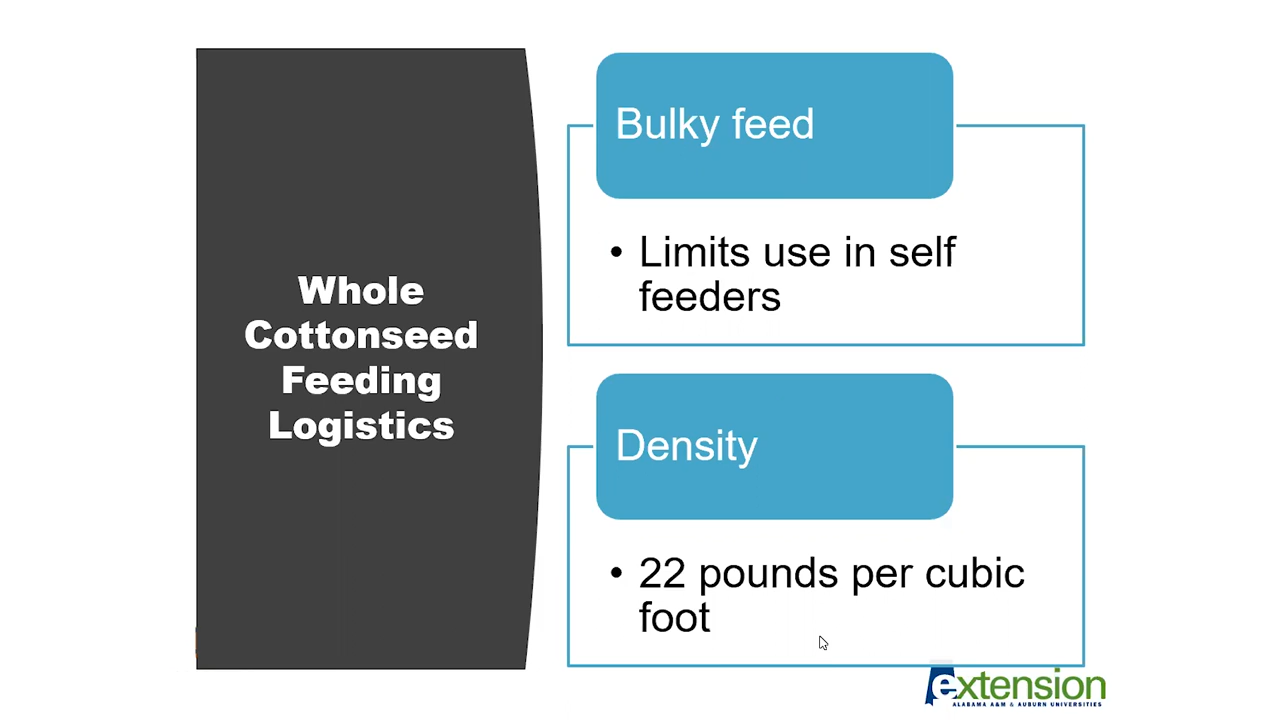 Whole
Cottonseed
Feeding
Logistics
Bulky feed
• Limits use in self
feeders
Density
• 22 pounds per cubic
foot
extension
ALABAMA A&M & AUBURN UNIVERSITIES